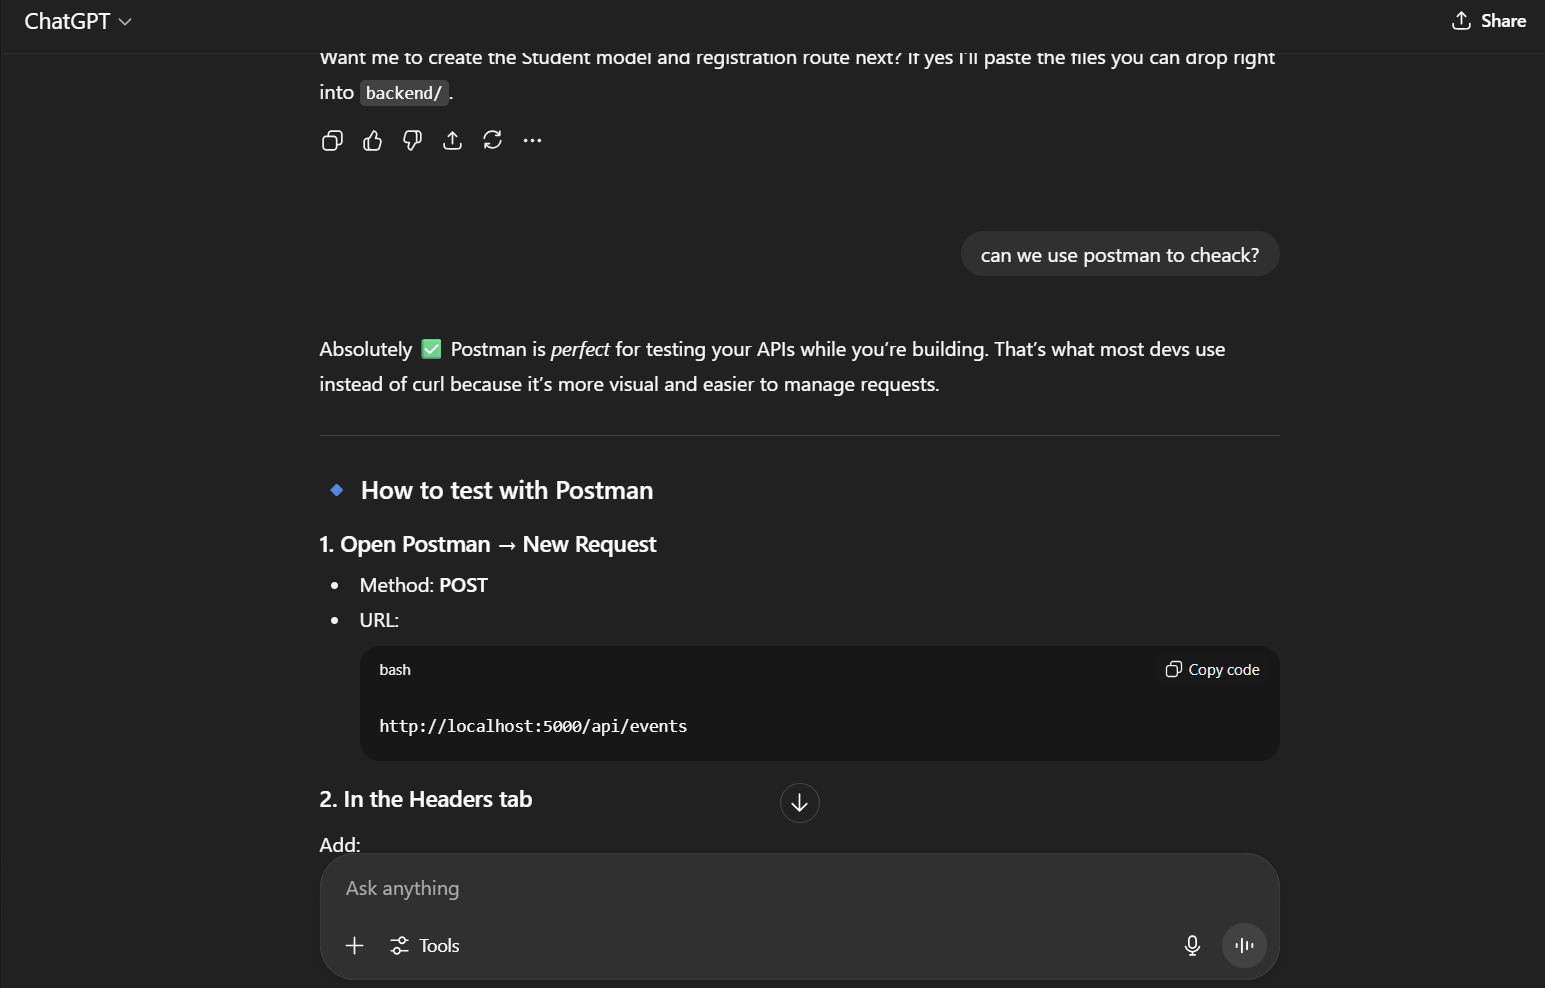 ChatGPT
Share
Want me to create the Student model and registration route next? If yes I'll paste the files you can drop right
into backend/.
can we use postman to cheack?
Absolutely ✅ Postman is perfect for testing your APIs while you’re building. That’s what most devs use
instead of curl because it’s more visual and easier to manage requests.
How to test with Postman
1. Open Postman → New Request
• Method: POST
• URL:
bash
Copy code
http://localhost:5000/api/events
2. In the Headers tab
Add:
Ask anything
Tools